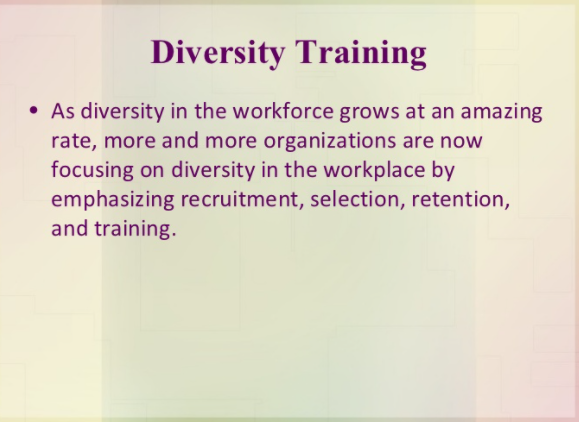 Diversity Training
• As diversity in the workforce grows at an amazing
rate, more and more organizations are now
focusing on diversity in the workplace by
emphasizing recruitment, selection, retention,
and training.